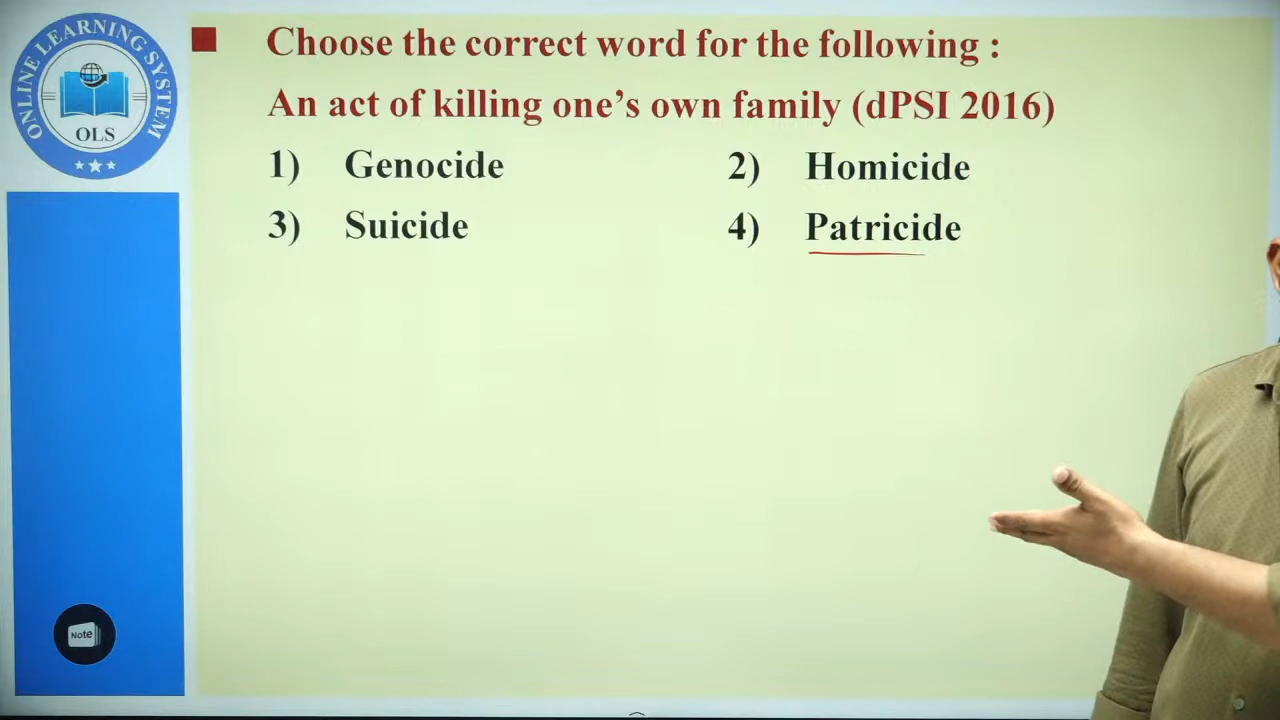 ONLINE LEARNING SYSTEM
OLS
Choose the correct word for the following :
An act of killing one’s own family (dPSI 2016)
1) Genocide 2) Homicide
3) Suicide 4) Patricide
Note